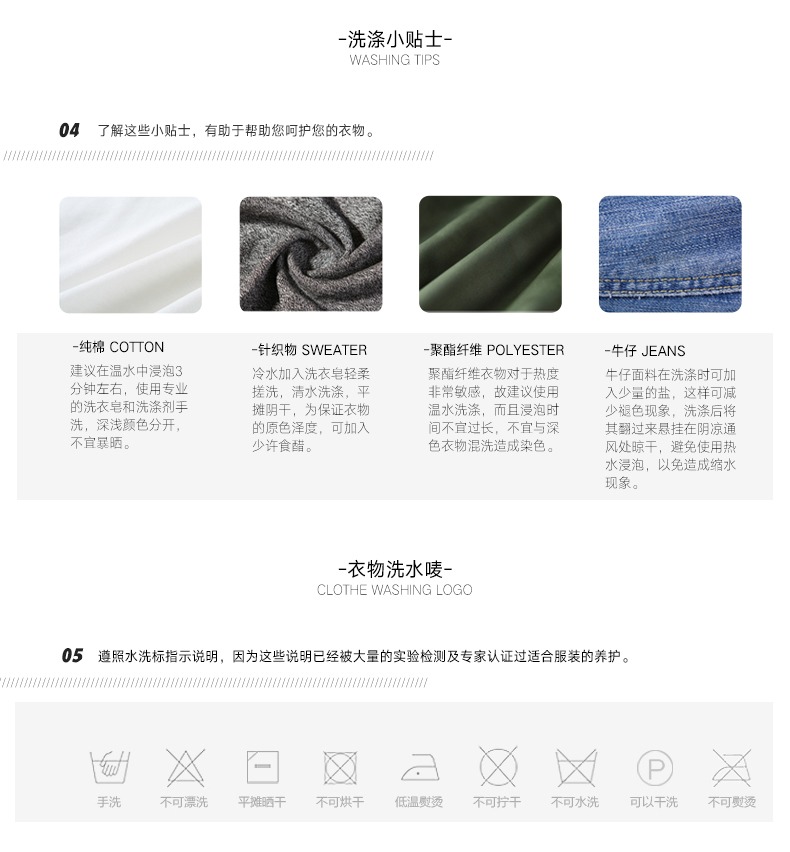 -洗涤小贴士-
WASHING TIPS
04 了解这些小贴士，有助于帮助您呵护您的衣物。
-纯棉 COTTON
建议在温水中浸泡3
分钟左右，使用专业
的洗衣皂和洗涤剂手
洗，深浅颜色分开，
不宜暴晒。
-针织物 SWEATER
冷水加入洗衣皂轻柔
搓洗，清水洗涤，平
摊阴干，为保证衣物
的原色泽度，可加入
少许食醋。
-聚酯纤维 POLYESTER
聚酯纤维衣物对于热度
非常敏感，故建议使用
温水洗涤，而且浸泡时
间不宜过长，不宜与深
色衣物混洗造成染色。
-牛仔 JEANS
牛仔面料在洗涤时可加
入少量的盐，这样可减
少褪色现象，洗涤后将
其翻过来悬挂在阴凉通
风处晾干，避免使用热
水浸泡，以免造成缩水
现象。
-衣物洗水唛-
CLOTHE WASHING LOGO
05 遵照水洗标指示说明，因为这些说明已经被大量的实验检测及专家认证过适合服装的养护。
P
手洗 不可漂洗 平摊晒干 不可烘干 低温熨烫 不可拧干 不可水洗 可以干洗 不可熨烫